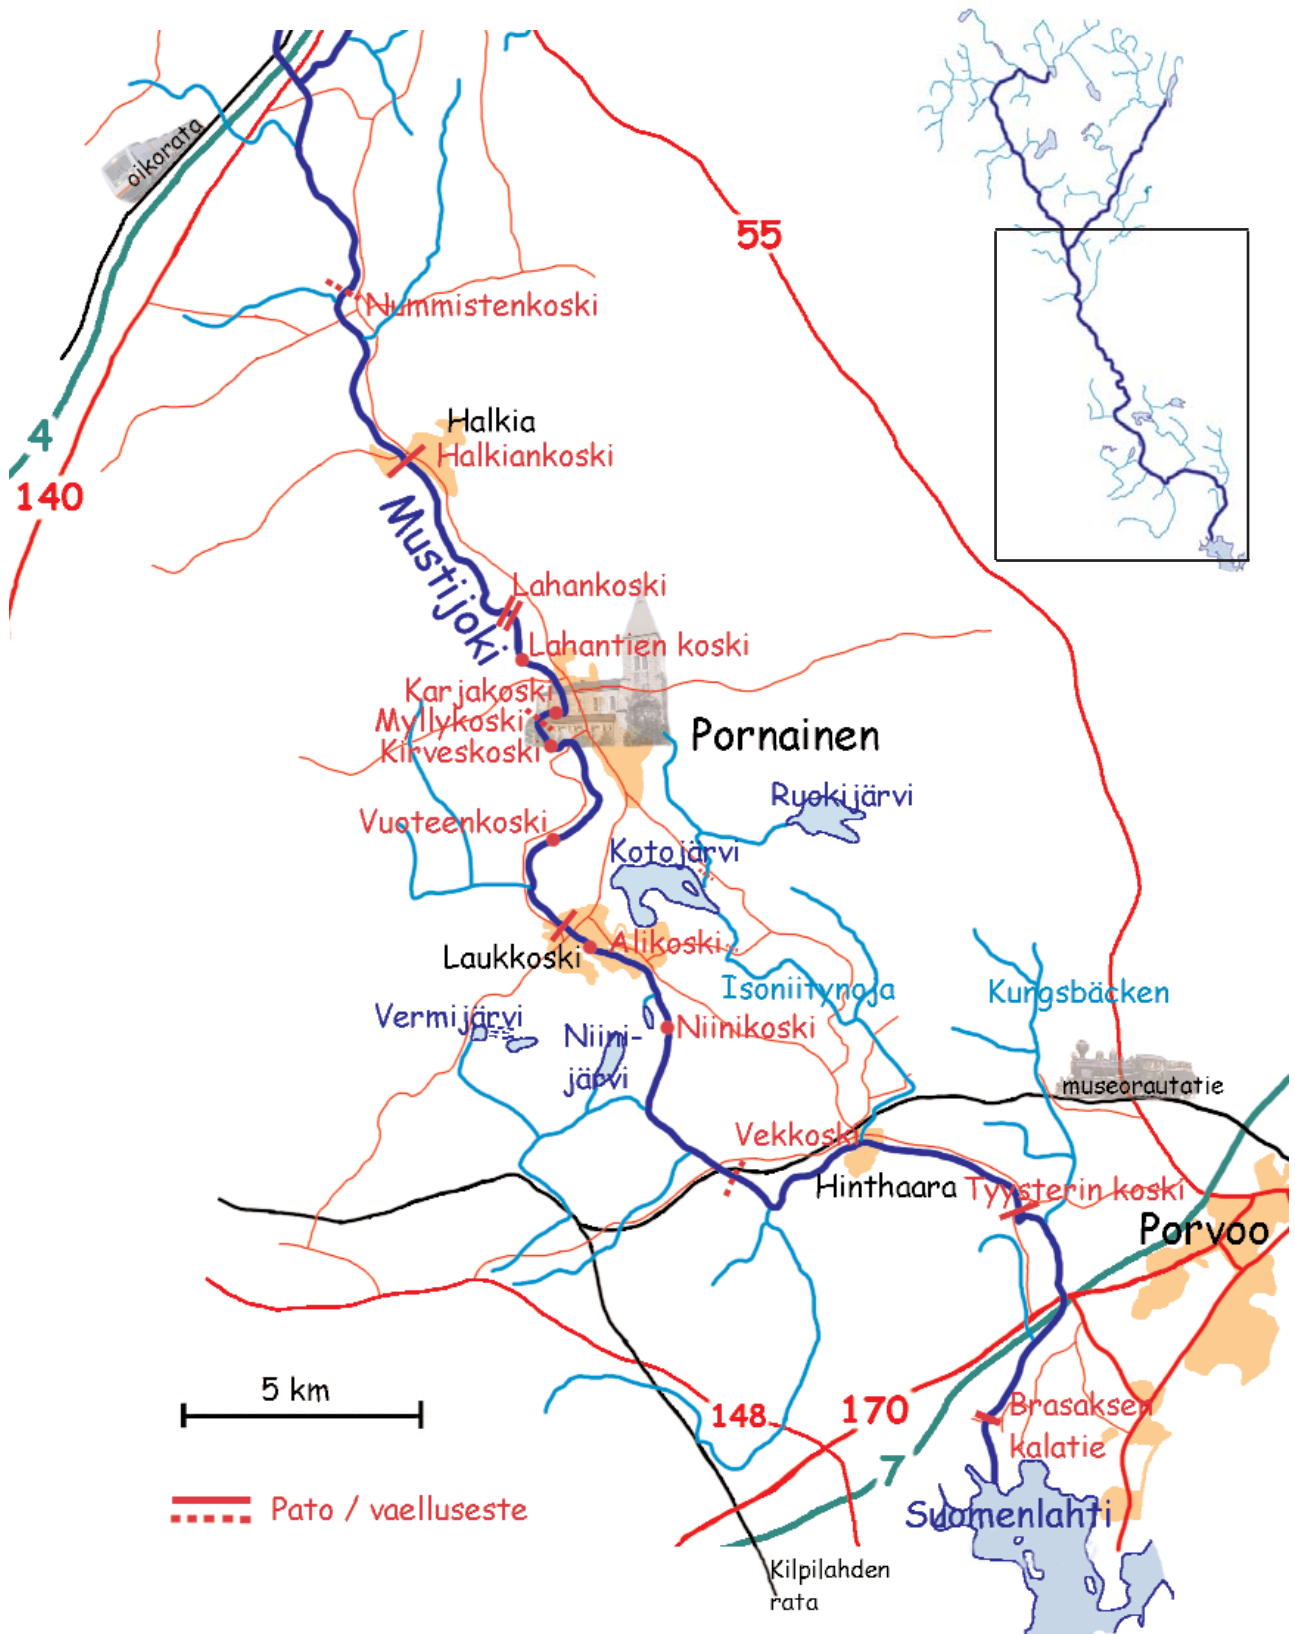 oikorata
55
Nummistenkoski
4
140
Halkia
Halkiankoski
Mustijoki
Lahankoski
Lahantien koski
Karjakoski
Myllykoski
Kirveskoski
Pornainen
Ruokijärvi
Vuoteenkoski
Kotojärvi
Alikoski
Laukkoski
Isoniitynoja
Kungsbäcken
Vermijärvi
Niini-
järvi
Niinikoski
museorautatie
Vekkoski
Hinthaara
Tyysterin koski
Porvoo
5 km
148
170
7
Brasaksen
kalatie
Pato / vaelluseste
Suomenlahti
Kilpilahden
rata